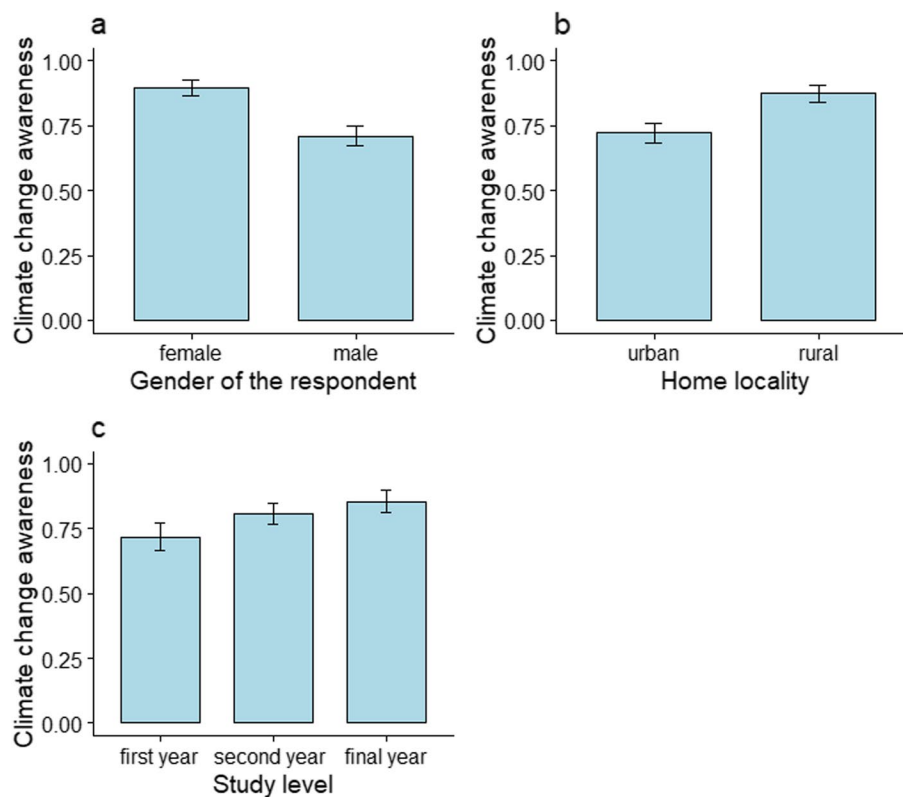 a
Climate change awareness
1.00
0.75
0.50
0.25
0.00
female male
Gender of the respondent
b
Climate change awareness
1.00
0.75
0.50
0.25
0.00
urban rural
Home locality
c
Climate change awareness
1.00
0.75
0.50
0.25
0.00
first year second year final year
Study level